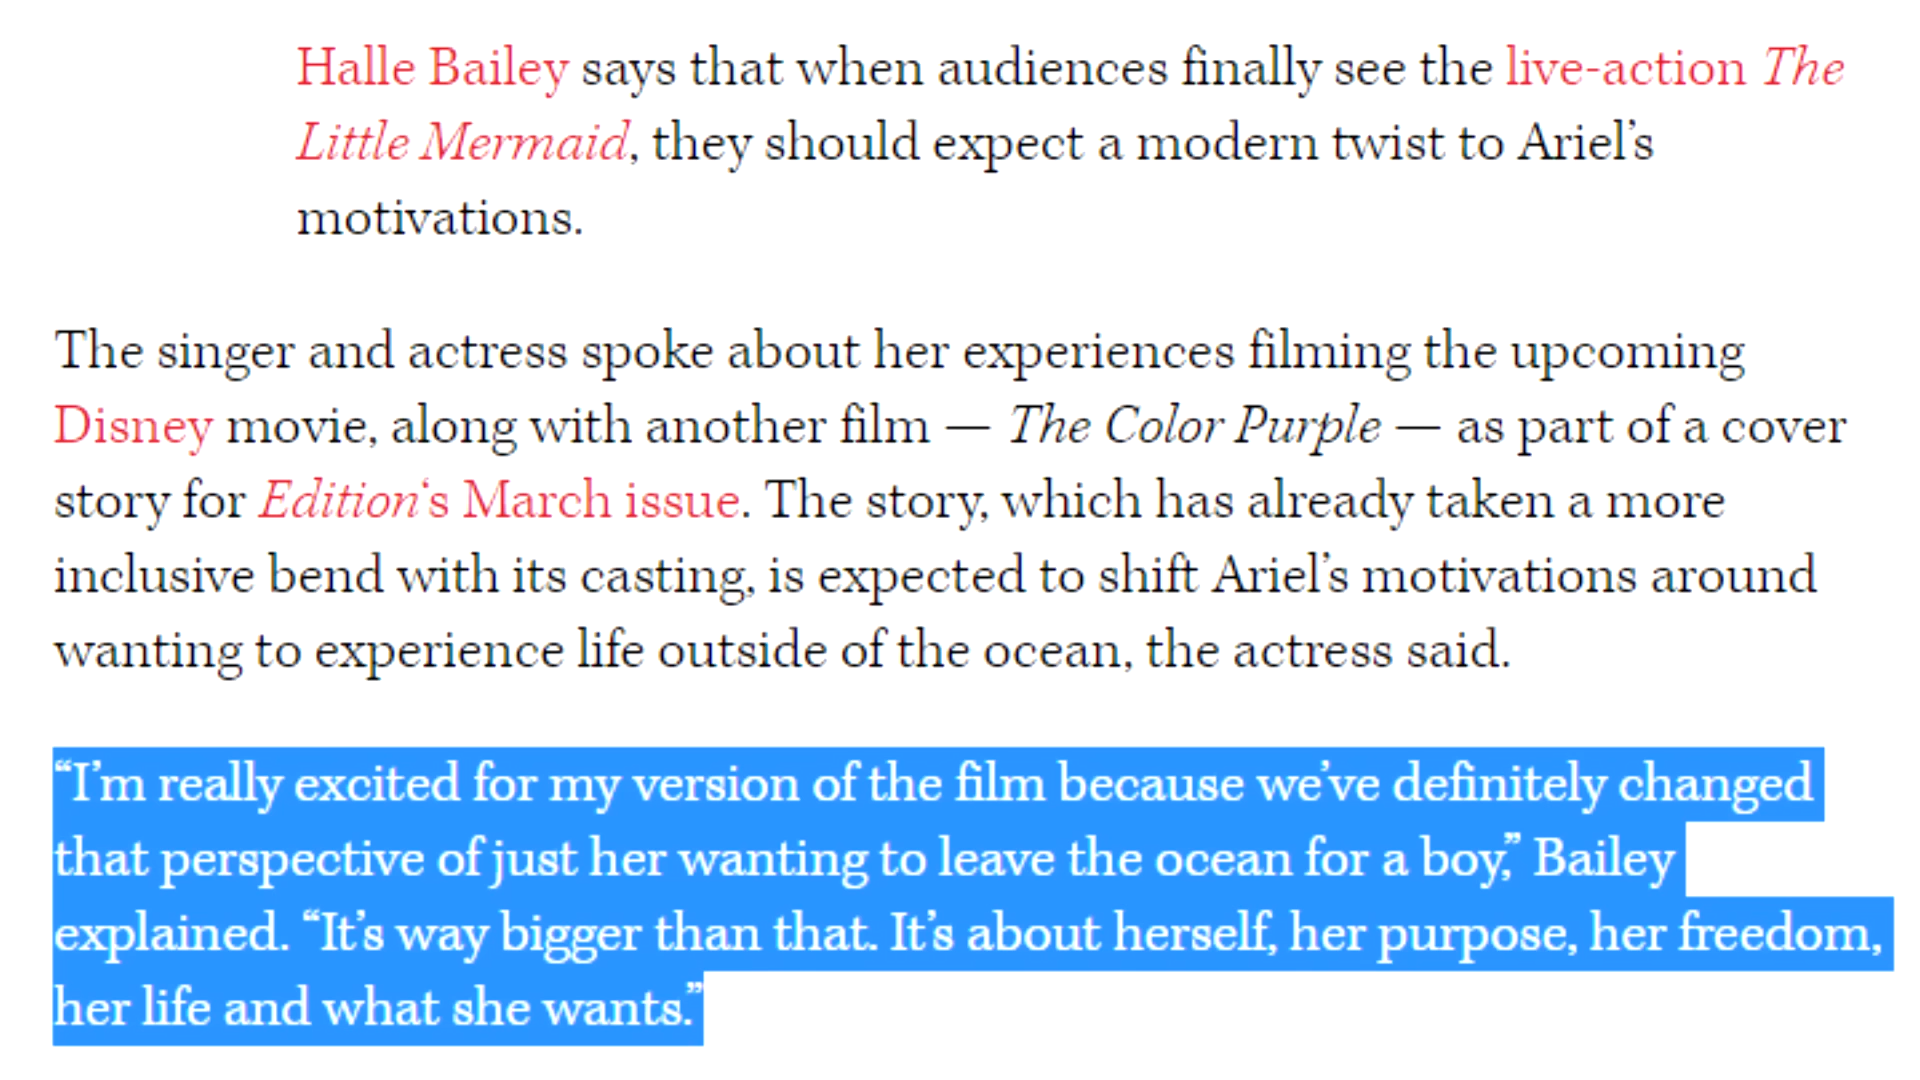 Halle Bailey says that when audiences finally see the live-action The
Little Mermaid, they should expect a modern twist to Ariel’s
motivations.
The singer and actress spoke about her experiences filming the upcoming
Disney movie, along with another film — The Color Purple — as part of a cover
story for Edition‘s March issue. The story, which has already taken a more
inclusive bend with its casting, is expected to shift Ariel’s motivations around
wanting to experience life outside of the ocean, the actress said.
“I’m really excited for my version of the film because we’ve definitely changed
that perspective of just her wanting to leave the ocean for a boy,” Bailey
explained. “It’s way bigger than that. It’s about herself, her purpose, her freedom,
her life and what she wants.”